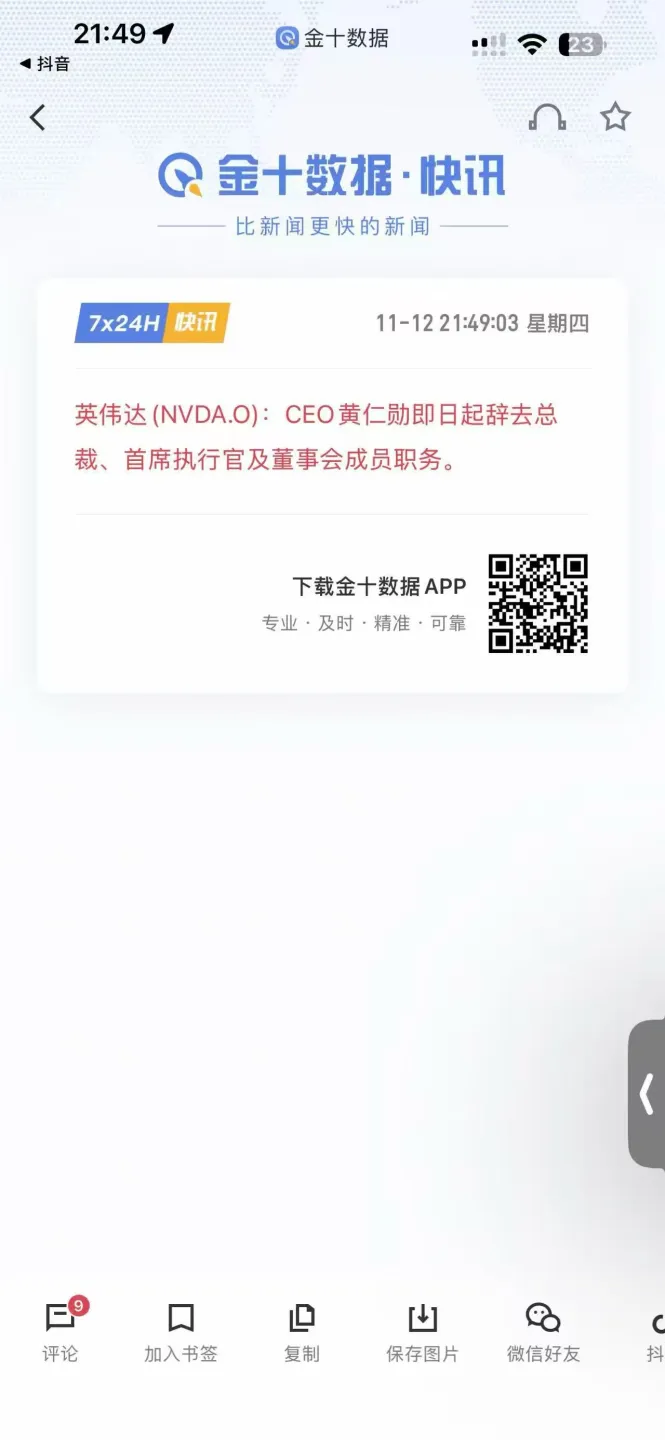 21:49
金十数据
23
抖音
金十数据·快讯
比新闻更快的新闻
7x24H 快讯
11-12 21:49:03 星期四
英伟达(NVDA.O)：CEO黄仁勋即日起辞去总
裁、首席执行官及董事会成员职务。
下载金十数据APP
专业 · 及时 · 精准 · 可靠
9
评论
加入书签
复制
保存图片
微信好友
抖